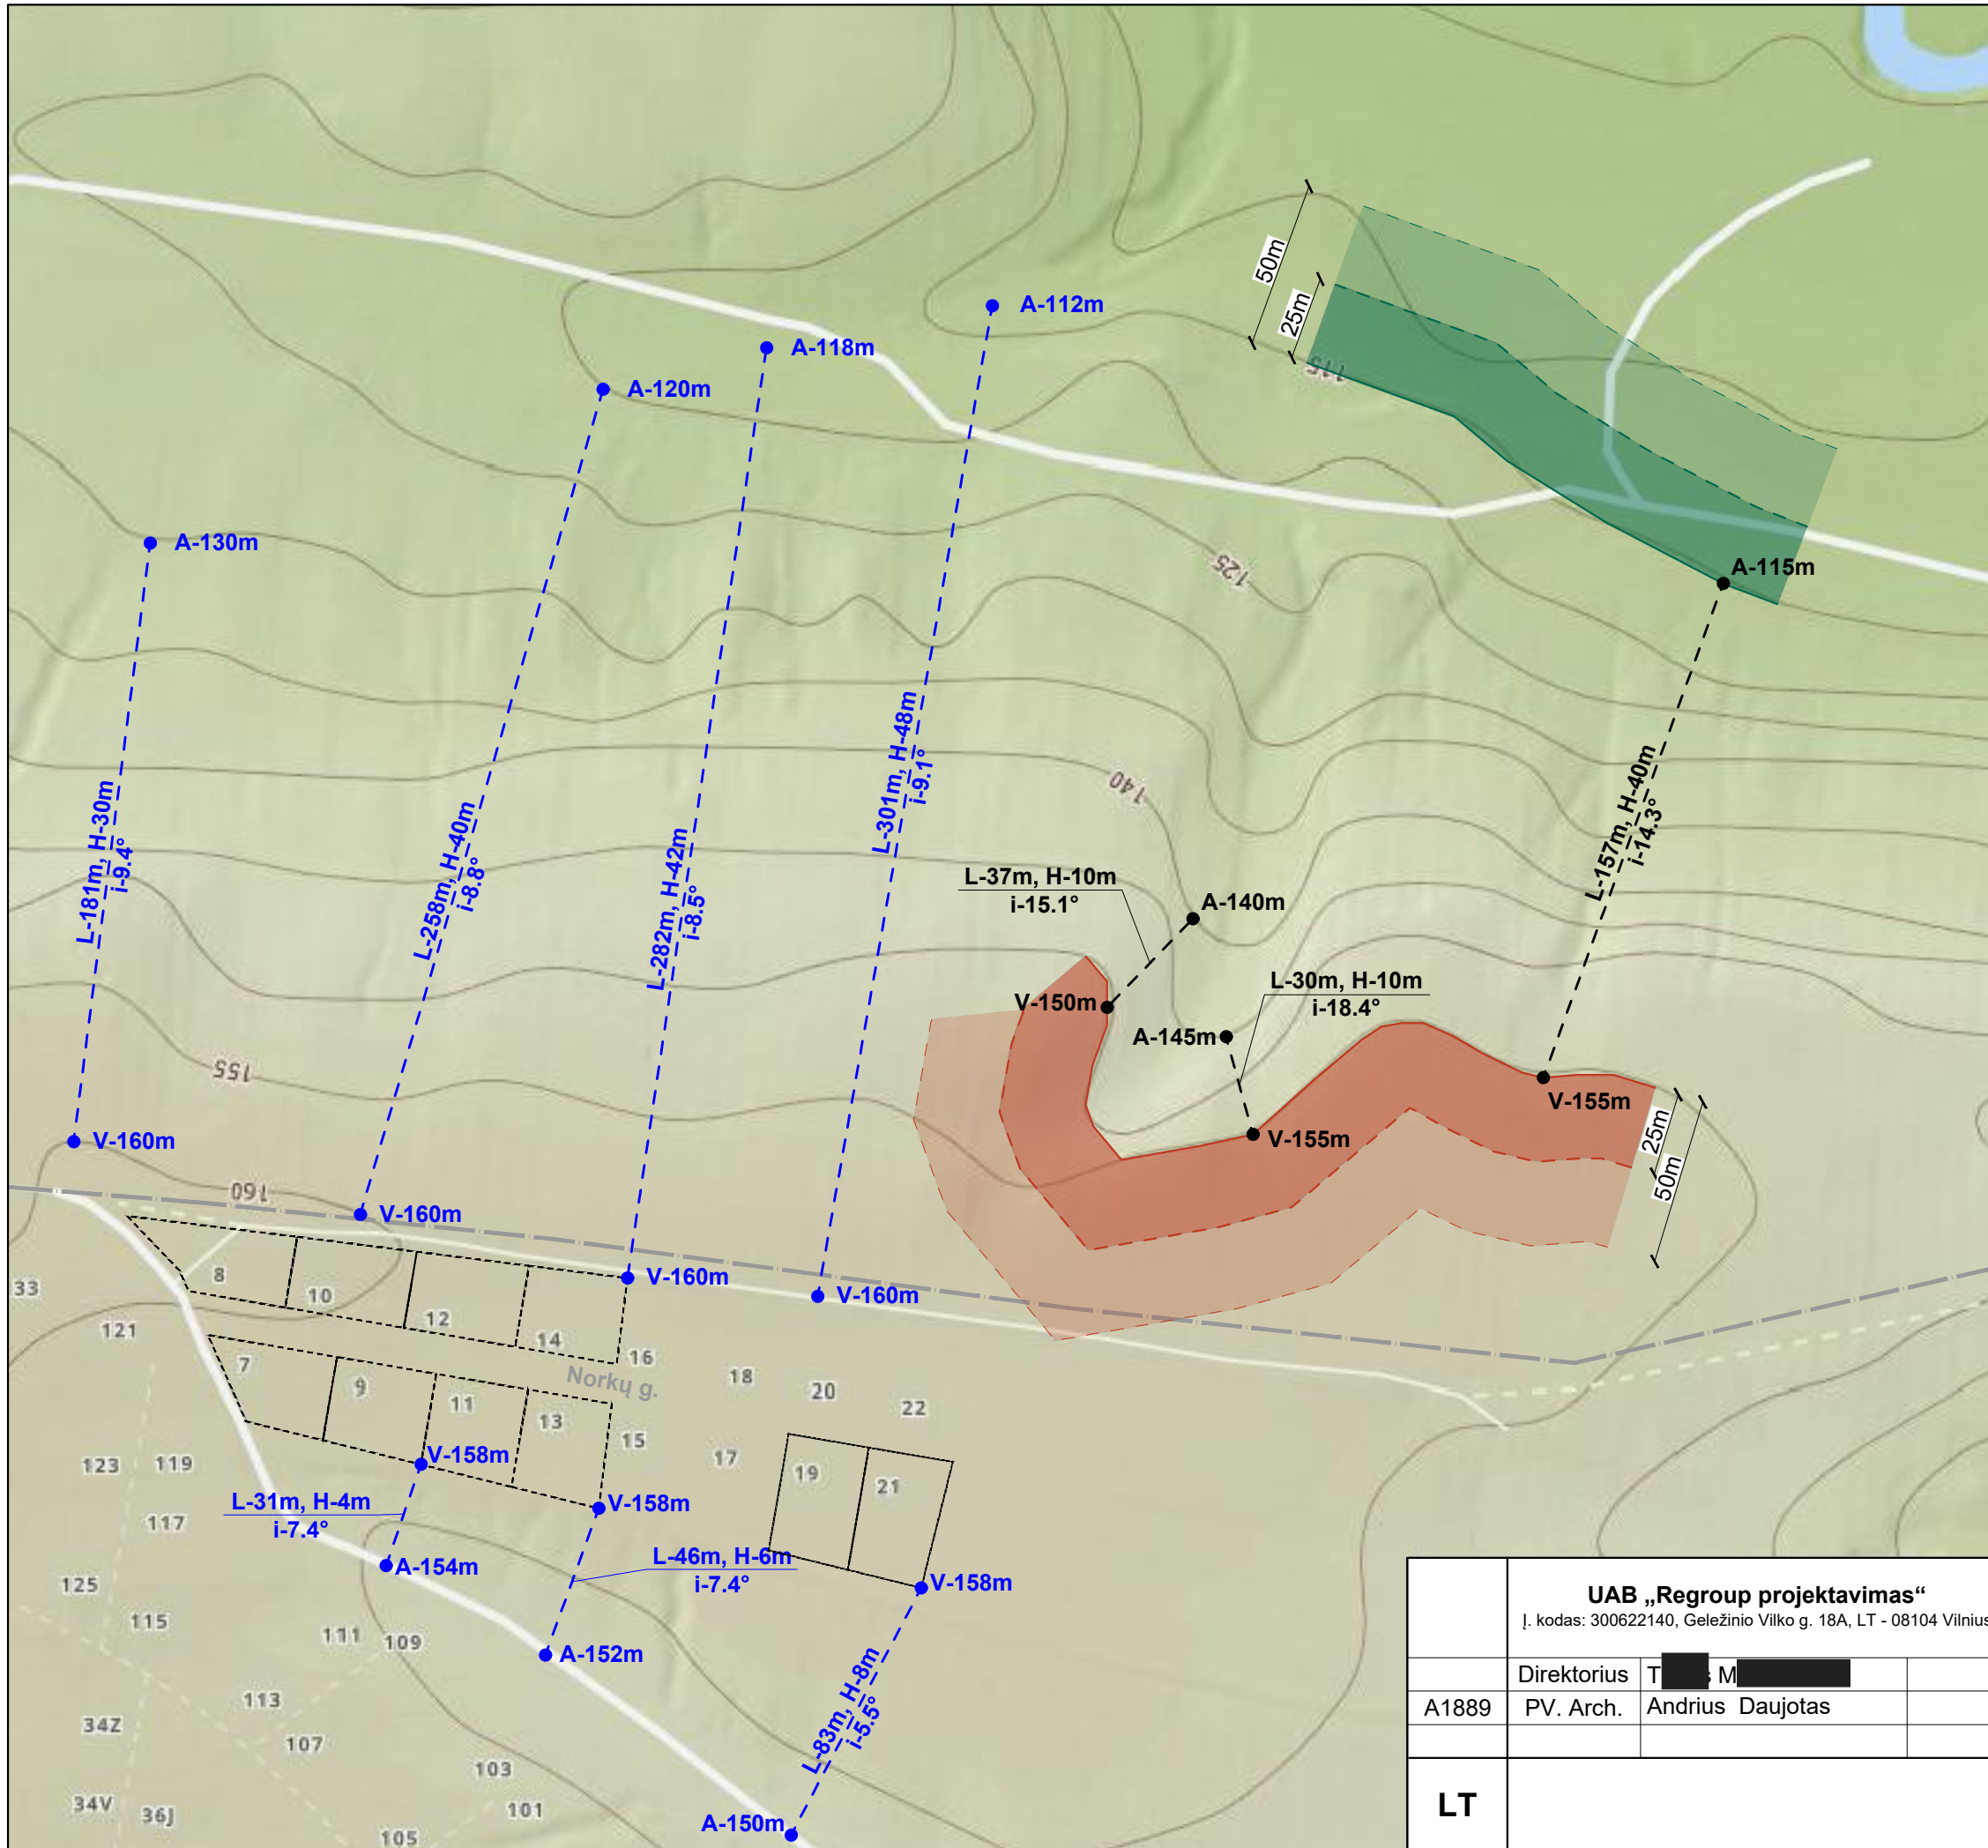 50m
25m
115
A-112m
A-118m
A-120m
A-130m
A-115m
125
L-181m, H-30m
i-9.4°
L-258m, H-40m
i-8.8°
L-282m, H-42m
i-8.5°
L-301m, H-48m
i-9.1°
L-157m, H-40m
i-14.3°
140
L-37m, H-10m
i-15.1°
A-140m
V-150m
L-30m, H-10m
i-18.4°
A-145m
V-155m
V-155m
25m
50m
155
V-160m
160
V-160m
V-160m
V-160m
33
8
10
12
14
16
121
7
9
11
13
15
Norkų g.
18
20
22
17
19
21
123
119
117
V-158m
V-158m
V-158m
L-31m, H-4m
i-7.4°
A-154m
L-46m, H-6m
i-7.4°
A-152m
L-83m, H-8m
i-5.5°
A-150m
125
115
111
109
113
34Z
107
103
101
34V
36J
105
UAB „Regroup projektavimas“
Į. kodas: 300622140, Geležinio Vilko g. 18A, LT - 08104 Vilnius
Direktorius
A1889 PV. Arch. Andrius Daujotas
LT